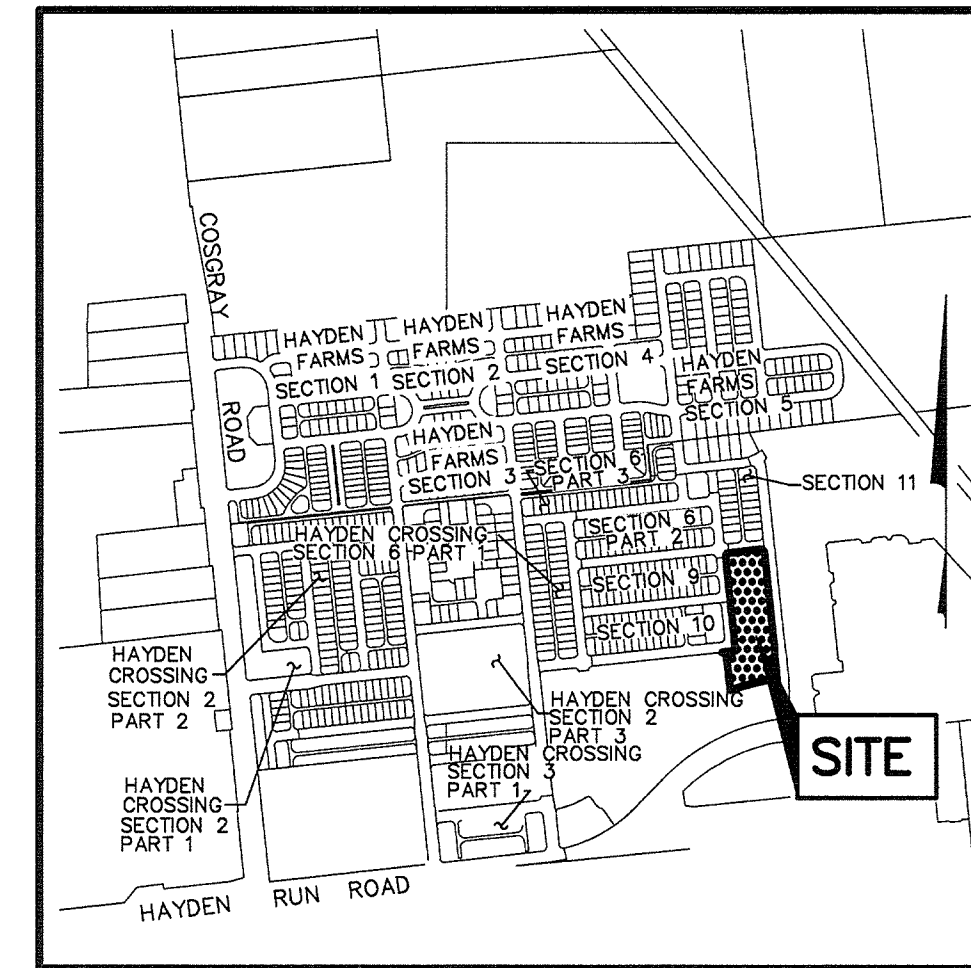 COSGRAY
ROAD
HAYDEN
FARMS
SECTION 1
HAYDEN
FARMS
SECTION 2
HAYDEN
FARMS
SECTION 4
HAYDEN
FARMS
SECTION 5
HAYDEN
FARMS
SECTION 3
SECTION 6
PART 3
SECTION 11
HAYDEN CROSSING
SECTION 6 PART 1
SECTION 6
PART 2
SECTION 9
SECTION 10
HAYDEN
CROSSING
SECTION 2
PART 2
HAYDEN CROSSING
SECTION 2
PART 3
HAYDEN CROSSING
SECTION 3
PART 1
SITE
HAYDEN
CROSSING
SECTION 2
PART 1
HAYDEN RUN ROAD